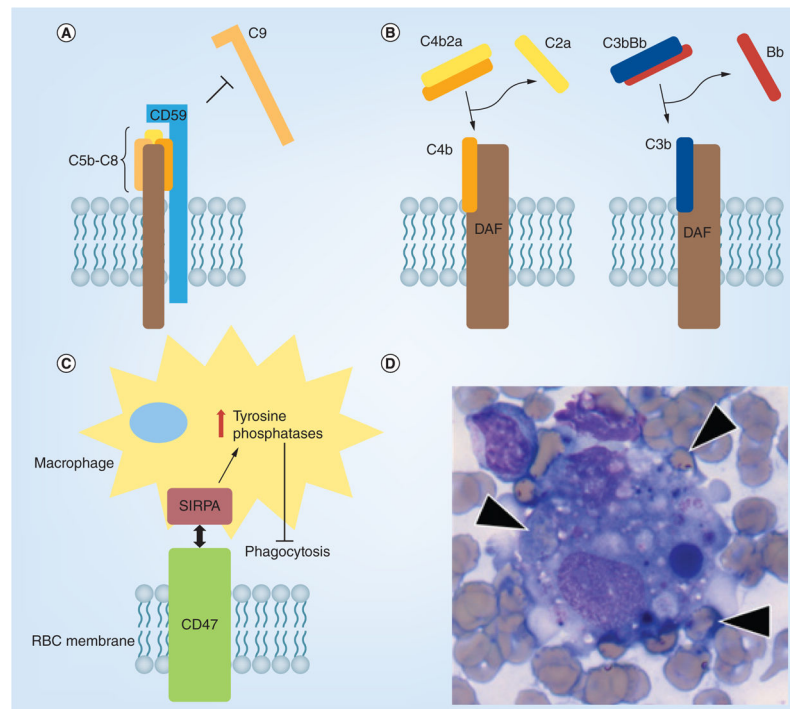 A
C9
CD59
C5b-C8
B
C4b2a
C2a
C3bBb
Bb
C4b
C3b
DAF
DAF
C
Tyrosine
phosphatases
Macrophage
SIRPA
Phagocytosis
CD47
RBC membrane
D